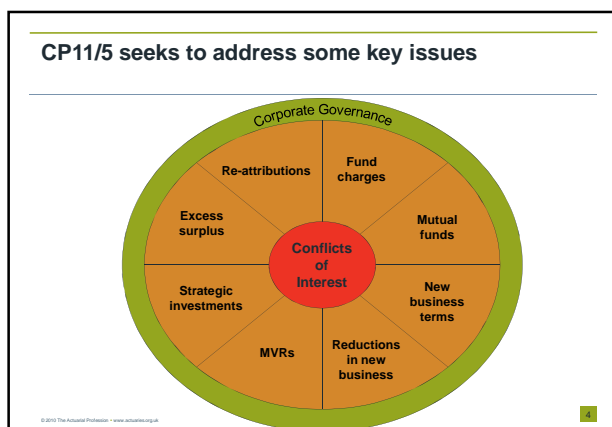 CP11/5 seeks to address some key issues
Corporate Governance
Re-attributions
Fund
charges
Excess
surplus
Mutual
funds
Conflicts
of
Interest
Strategic
investments
New
business
terms
MVRs
Reductions
in new
business
© 2010 The Actuarial Profession • www.actuaries.org.uk
4